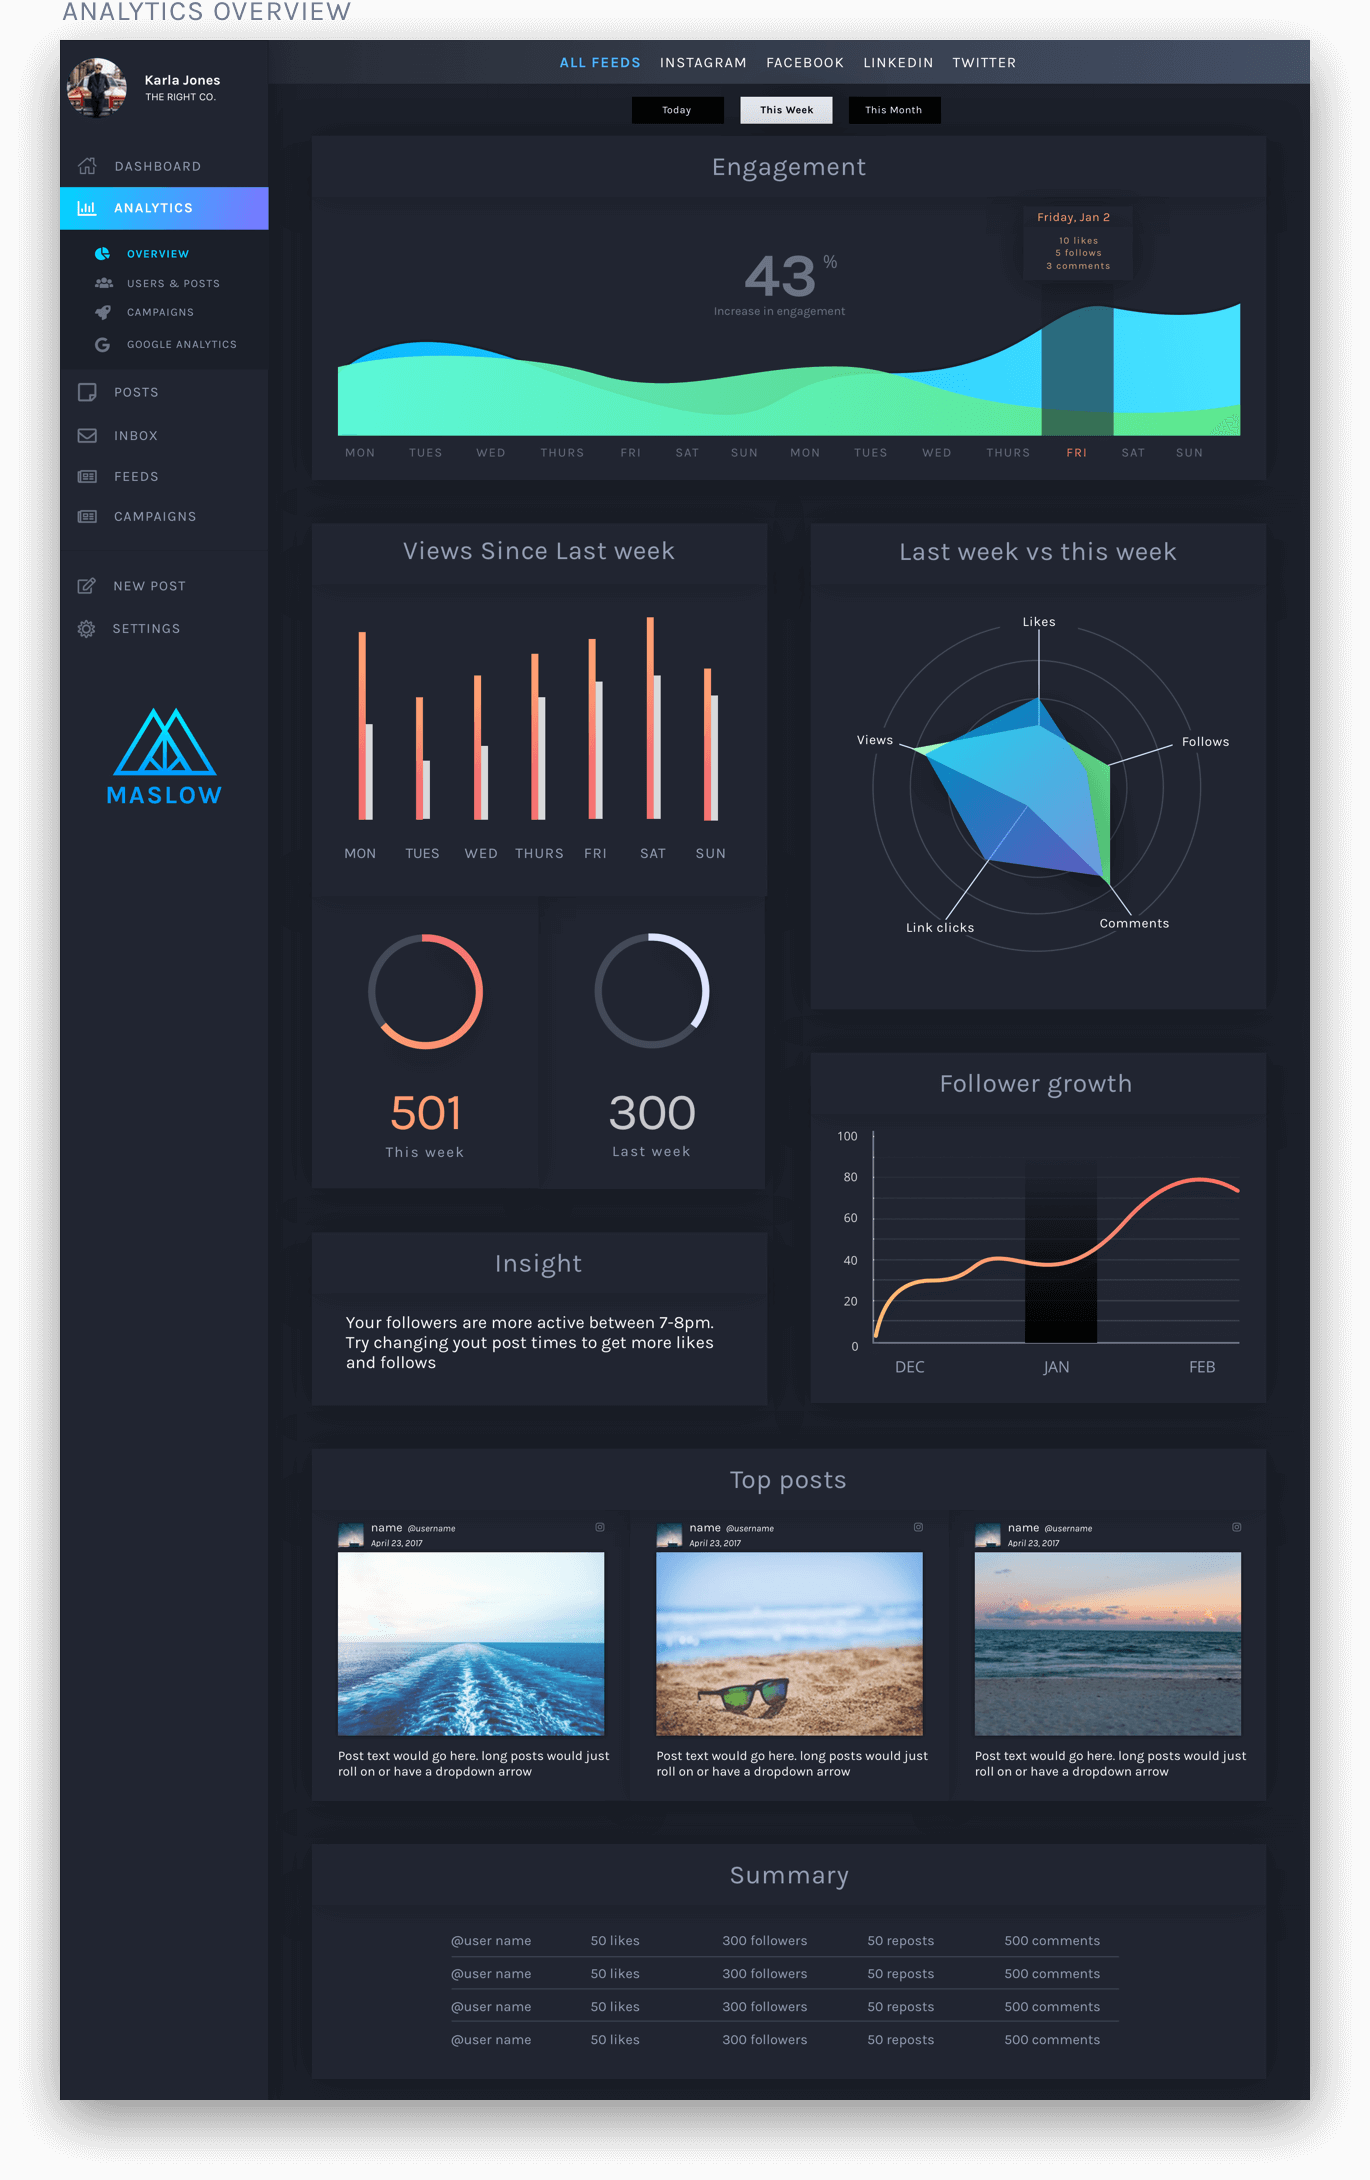 ANALYTICS OVERVIEW
Karla Jones
THE RIGHT CO.
DASHBOARD
ANALYTICS
OVERVIEW
USERS & POSTS
CAMPAIGNS
GOOGLE ANALYTICS
POSTS
INBOX
FEEDS
CAMPAIGNS
NEW POST
SETTINGS
MASLOW
ALL FEEDS INSTAGRAM FACEBOOK LINKEDIN TWITTER
Today This Week This Month
Engagement
Friday, Jan 2
10 likes
5 follows
3 comments
43 %
Increase in engagement
MON TUES WED THURS FRI SAT SUN MON TUES WED THURS FRI SAT SUN
Views Since Last week
MON TUES WED THURS FRI SAT SUN
501
This week
300
Last week
Last week vs this week
Likes
Views
Follows
Link clicks
Comments
Insight
Your followers are more active between 7-8pm.
Try changing yout post times to get more likes
and follows
Follower growth
100
80
60
40
20
0
DEC JAN FEB
Top posts
name @username
April 23, 2017
Post text would go here. long posts would just
roll on or have a dropdown arrow
name @username
April 23, 2017
Post text would go here. long posts would just
roll on or have a dropdown arrow
name @username
April 23, 2017
Post text would go here. long posts would just
roll on or have a dropdown arrow
Summary
@user name 50 likes 300 followers 50 reposts 500 comments
@user name 50 likes 300 followers 50 reposts 500 comments
@user name 50 likes 300 followers 50 reposts 500 comments
@user name 50 likes 300 followers 50 reposts 500 comments